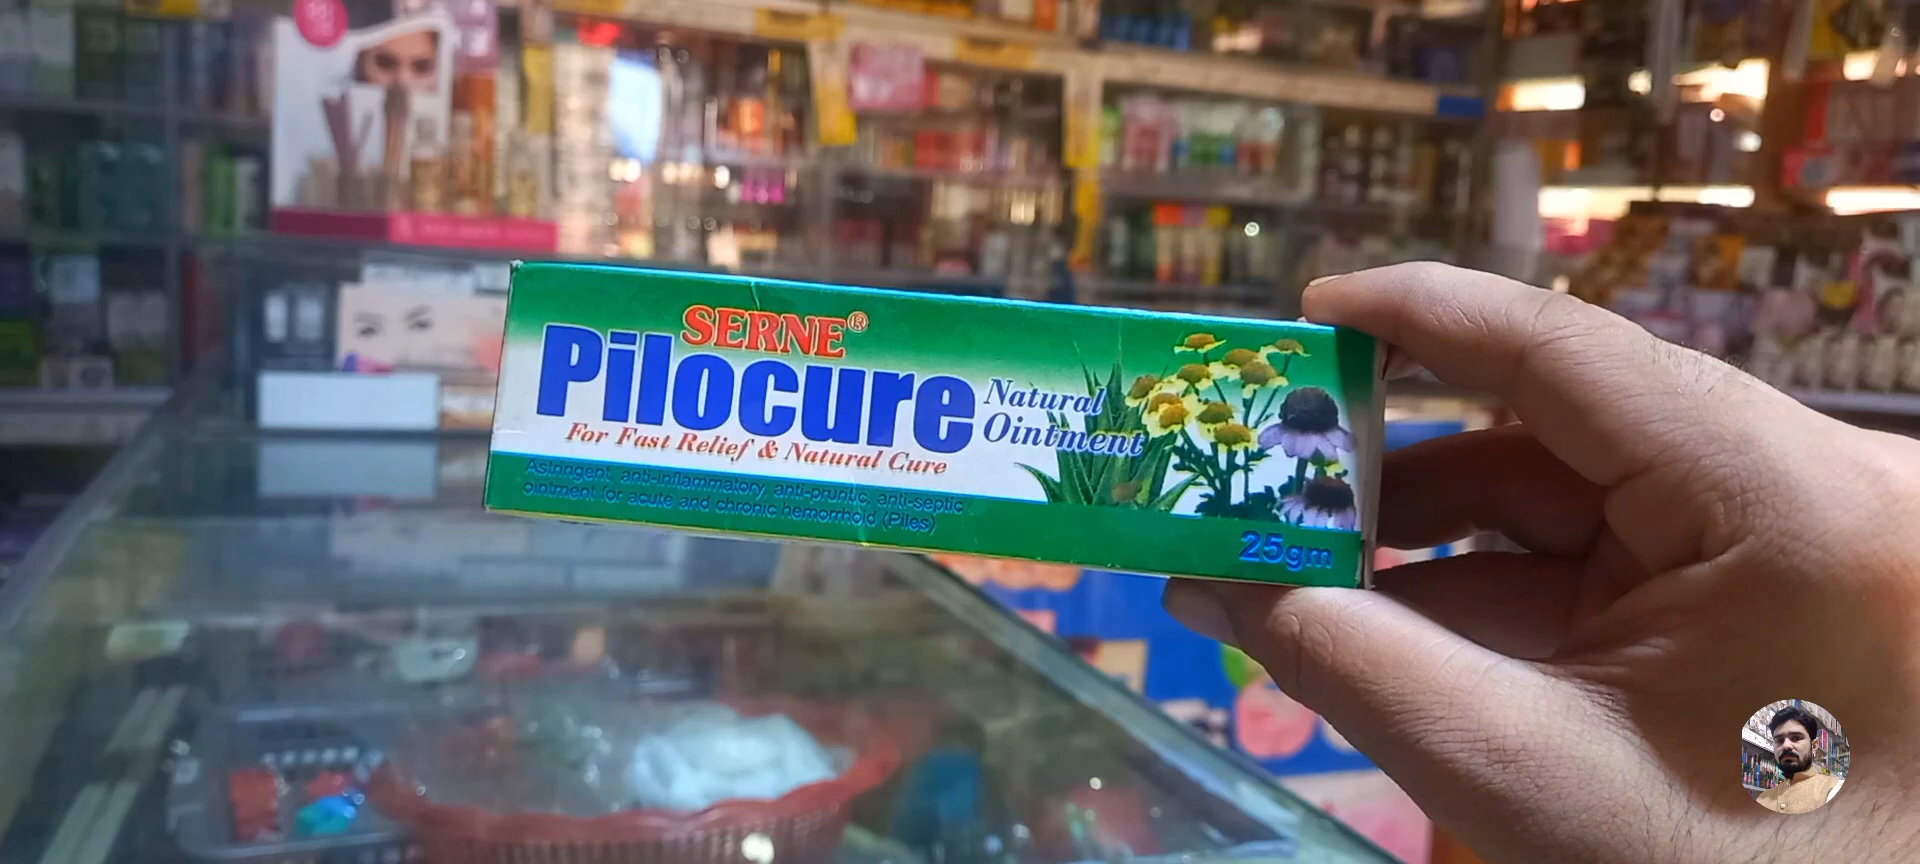 SERNE®
Pilocure
Natural
Ointment
For Fast Relief & Natural Cure
Astringent, anti-inflammatory, anti-pruntic, anti-septic
ointment for acute and chronic hemorrhoid (Piles)
25gm